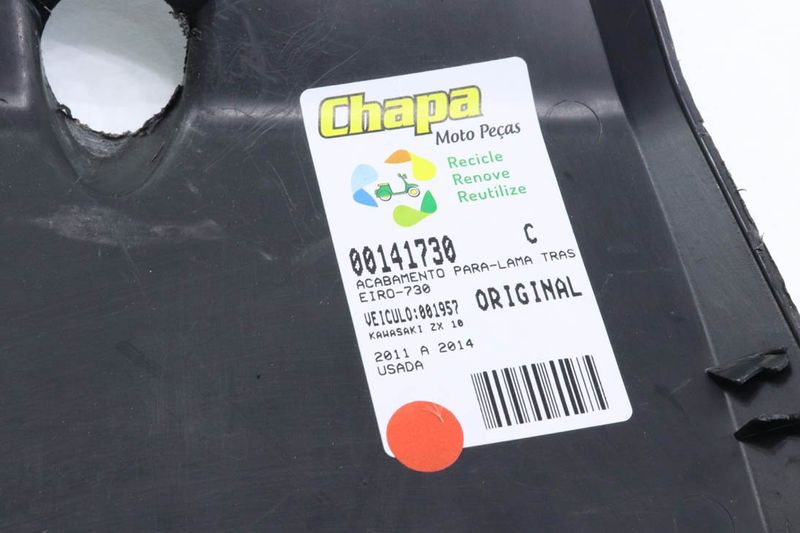 Chapa
Moto Peças
Recicle
Renove
Reutilize
00141730 C
ACABAMENTO PARA-LAMA TRAS
EIRO-730
VEICULO:001957 ORIGINAL
KAWASAKI ZX 10
2011 A 2014
USADA